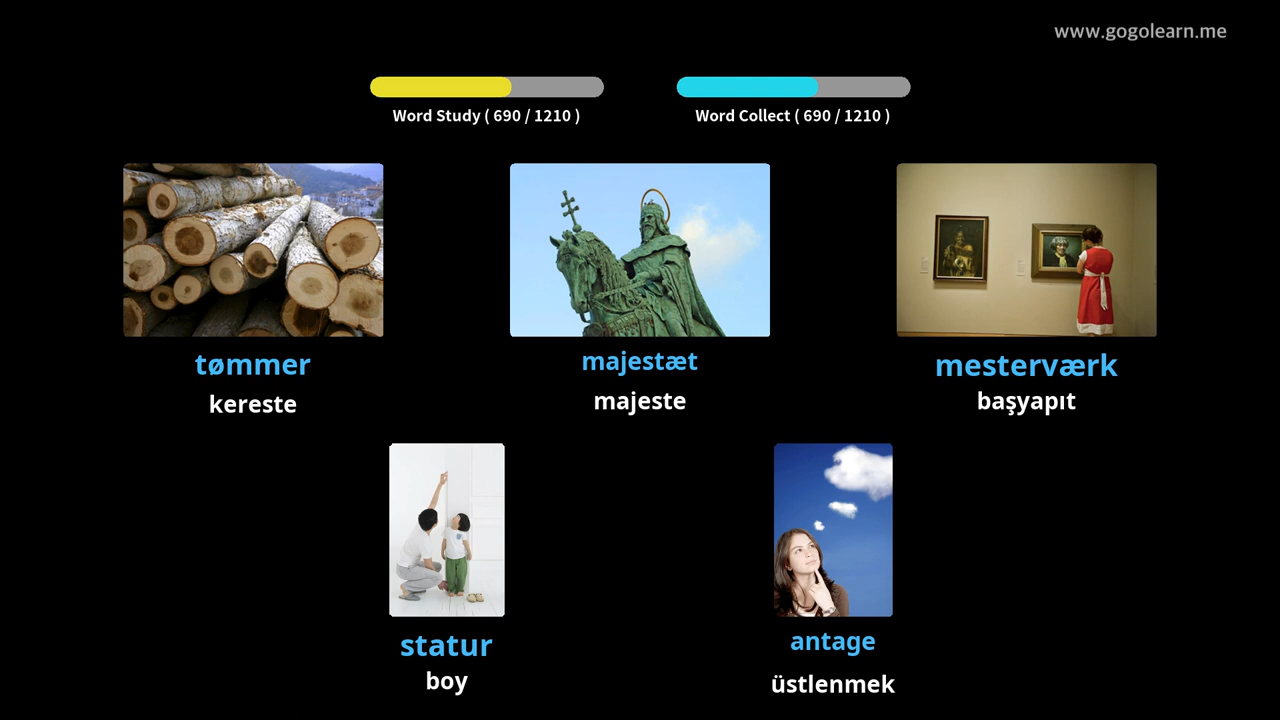 www.gogolearn.me
Word Study ( 690 / 1210 )
Word Collect ( 690 / 1210 )
tømmer
kereste
majestæt
majeste
mesterværk
başyapıt
statur
boy
antage
üstlenmek